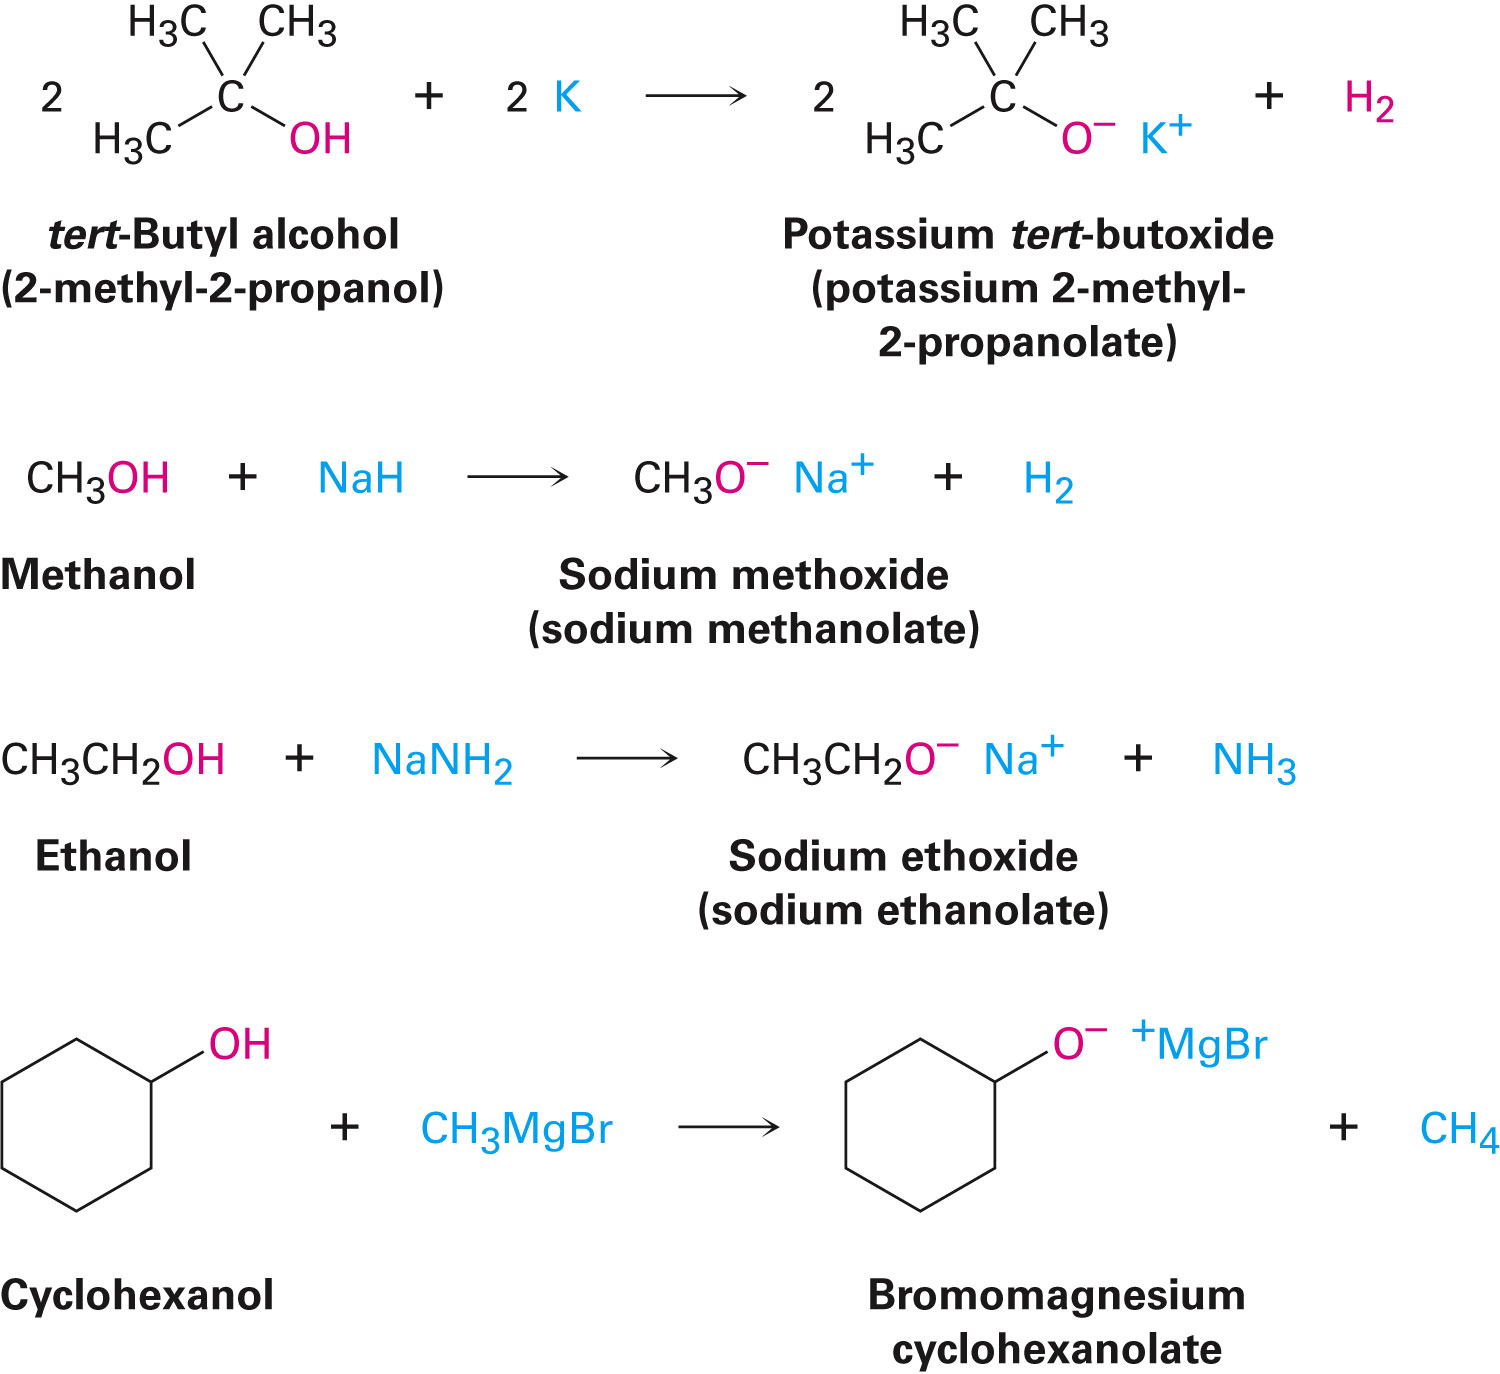 H₃C CH₃ H₃C CH₃
2 C + 2 K ⟶ 2 C + H₂
H₃C OH H₃C O⁻ K⁺
tert-Butyl alcohol Potassium tert-butoxide
(2-methyl-2-propanol) (potassium 2-methyl-
2-propanolate)
CH₃OH + NaH ⟶ CH₃O⁻ Na⁺ + H₂
Methanol Sodium methoxide
(sodium methanolate)
CH₃CH₂OH + NaNH₂ ⟶ CH₃CH₂O⁻ Na⁺ + NH₃
Ethanol Sodium ethoxide
(sodium ethanolate)
OH O⁻ ⁺MgBr
+ CH₃MgBr ⟶ + CH₄
Cyclohexanol Bromomagnesium
cyclohexanolate